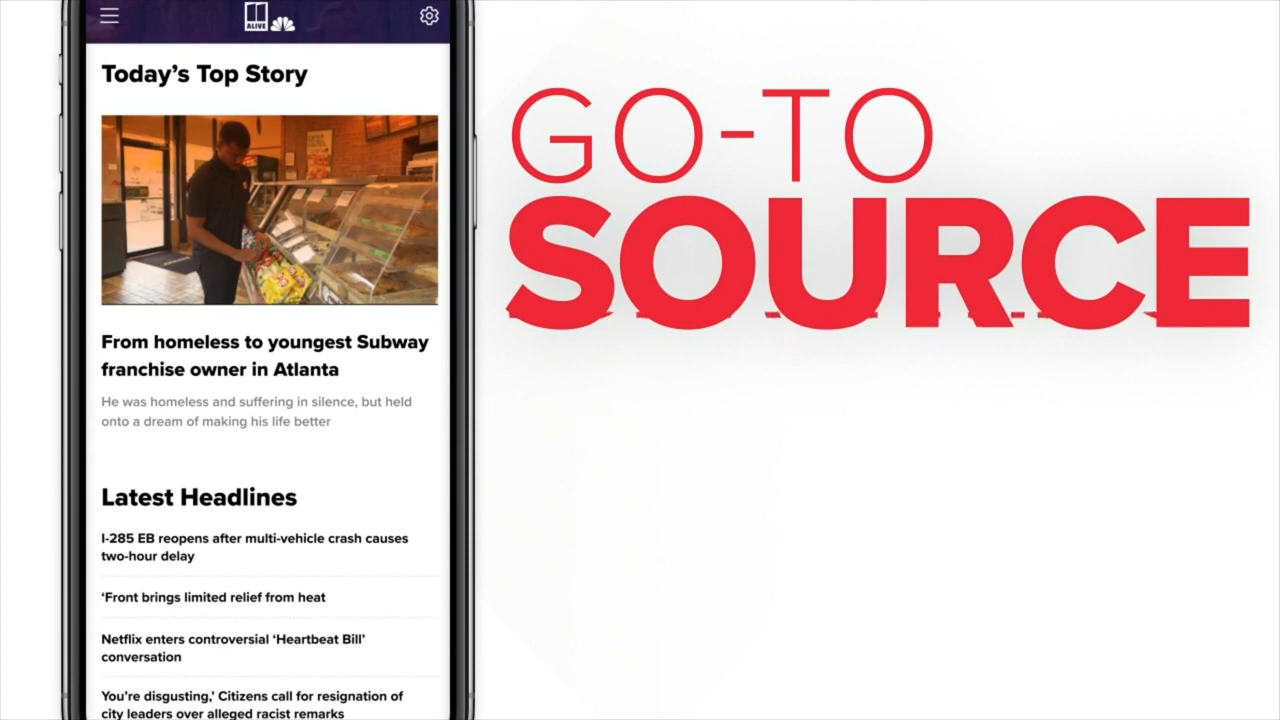 11
ALIVE
Today’s Top Story
From homeless to youngest Subway
franchise owner in Atlanta
He was homeless and suffering in silence, but held
onto a dream of making his life better
Latest Headlines
I-285 EB reopens after multi-vehicle crash causes
two-hour delay
‘Front brings limited relief from heat
Netflix enters controversial ‘Heartbeat Bill’
conversation
You’re disgusting,’ Citizens call for resignation of
city leaders over alleged racist remarks
GO-TO
SOURCE